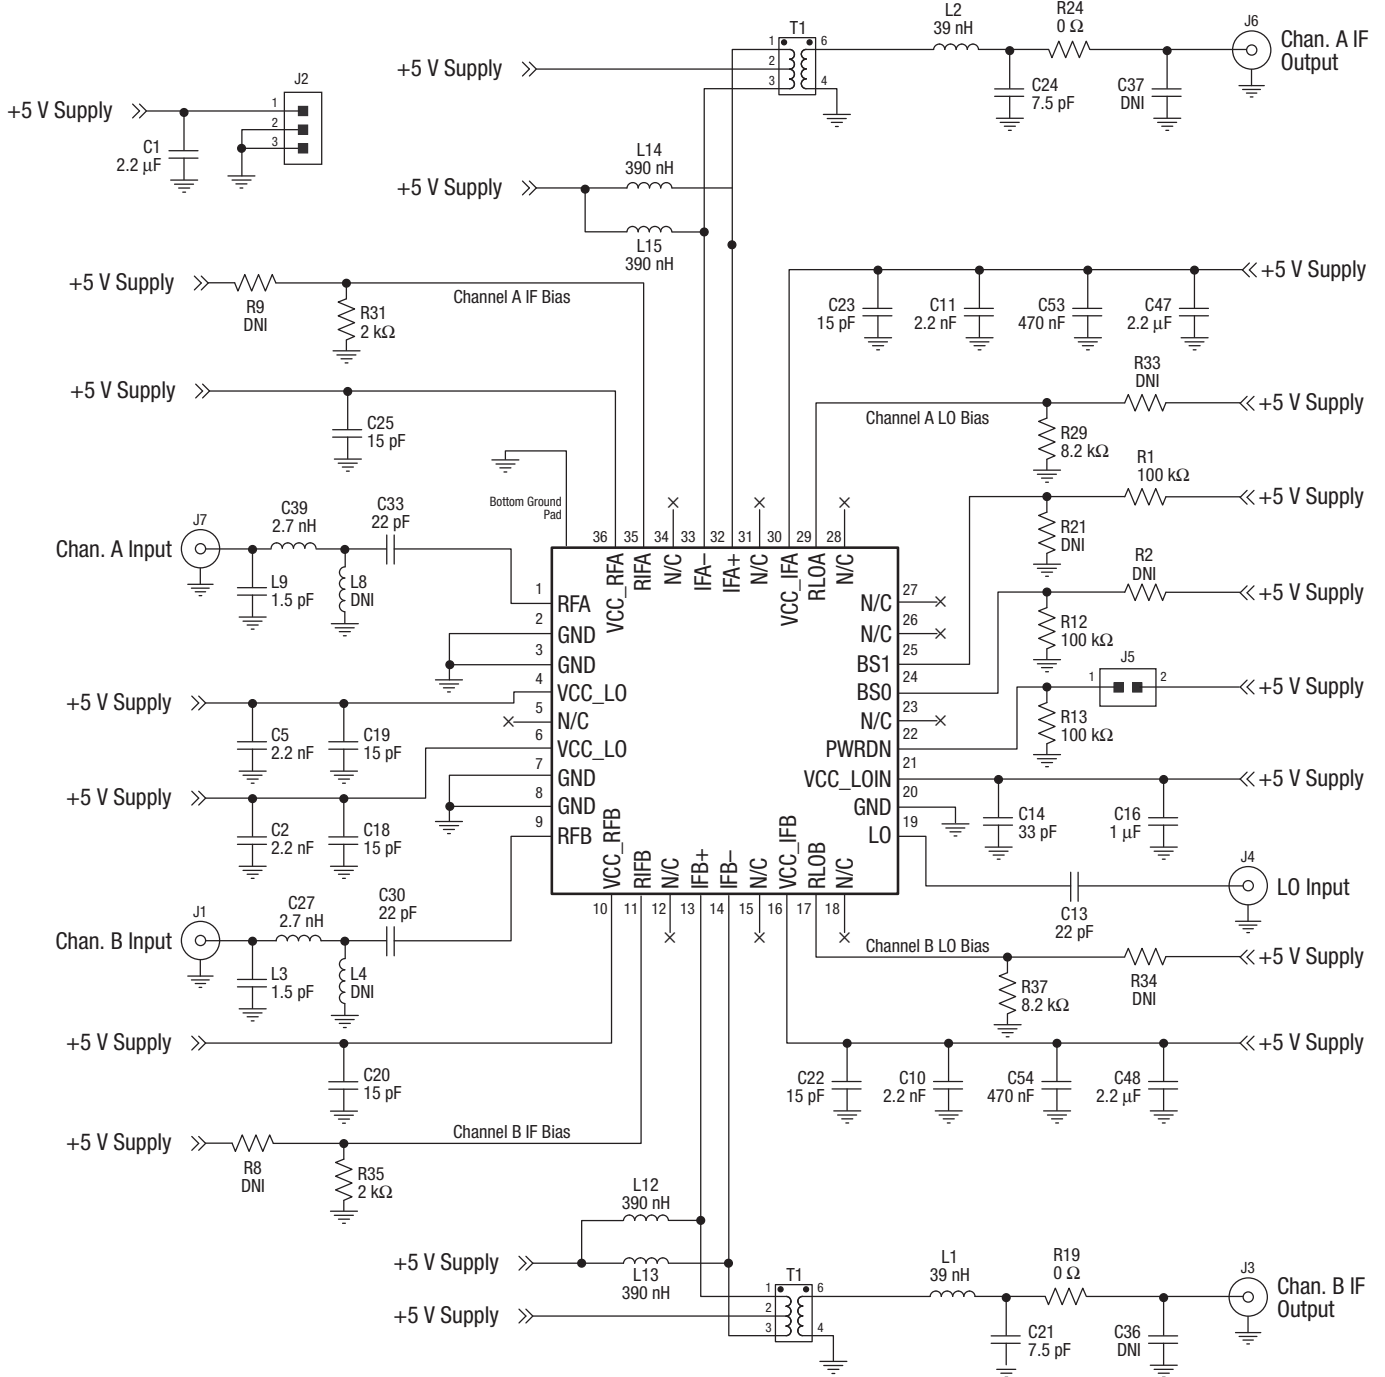 L2
39 nH
R24
0 Ω
J6
Chan. A IF
Output
T1
1
2
3
6
4
+5 V Supply
C24
7.5 pF
C37
DNI
J2
+5 V Supply
1
2
3
C1
2.2 μF
L14
390 nH
+5 V Supply
L15
390 nH
+5 V Supply
R9
DNI
R31
2 kΩ
Channel A IF Bias
+5 V Supply
C23
15 pF
C11
2.2 nF
C53
470 nF
C47
2.2 μF
+5 V Supply
C25
15 pF
R33
DNI
+5 V Supply
Channel A LO Bias
R29
8.2 kΩ
R1
100 kΩ
+5 V Supply
R21
DNI
R2
DNI
+5 V Supply
R12
100 kΩ
J5
1
2
+5 V Supply
R13
100 kΩ
Bottom Ground
Pad
J7
Chan. A Input
C39
2.7 nH
C33
22 pF
L9
1.5 pF
L8
DNI
36
35
34
33
32
31
30
29
28
VCC_RFA
RIFA
N/C
IFA–
IFA+
N/C
VCC_IFA
RLOA
N/C
1
RFA
2
GND
3
GND
4
VCC_LO
5
N/C
6
VCC_LO
7
GND
8
GND
9
RFB
27
N/C
26
N/C
25
BS1
24
BS0
23
N/C
22
PWRDN
21
VCC_LOIN
20
GND
19
LO
VCC_RFB
RIFB
N/C
IFB+
IFB–
N/C
VCC_IFB
RLOB
N/C
10
11
12
13
14
15
16
17
18
+5 V Supply
C5
2.2 nF
C19
15 pF
+5 V Supply
C2
2.2 nF
C18
15 pF
+5 V Supply
C14
33 pF
C16
1 μF
J4
LO Input
C13
22 pF
J1
Chan. B Input
C27
2.7 nH
C30
22 pF
L3
1.5 pF
L4
DNI
Channel B LO Bias
+5 V Supply
R37
8.2 kΩ
R34
DNI
+5 V Supply
C20
15 pF
+5 V Supply
C22
15 pF
C10
2.2 nF
C54
470 nF
C48
2.2 μF
+5 V Supply
R8
DNI
R35
2 kΩ
Channel B IF Bias
L12
390 nH
+5 V Supply
L13
390 nH
+5 V Supply
T1
1
2
3
6
4
L1
39 nH
R19
0 Ω
J3
Chan. B IF
Output
C21
7.5 pF
C36
DNI